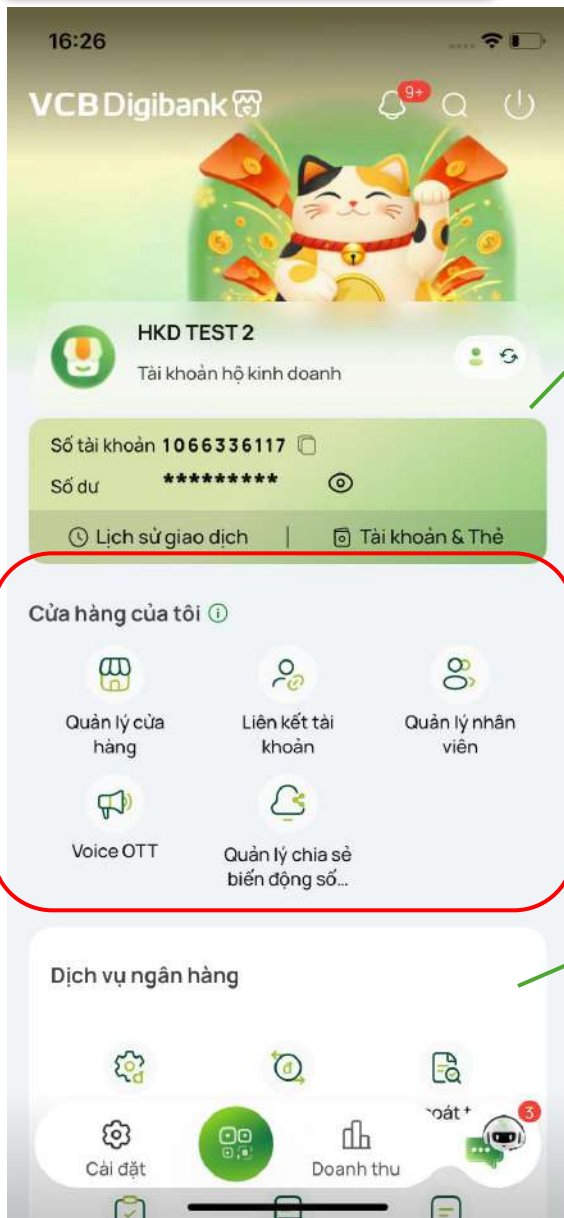 16:26
VCB Digibank
9+
HKD TEST 2
Tài khoản hộ kinh doanh
Số tài khoản 1066336117
Số dư *********
Lịch sử giao dịch | Tài khoản & Thẻ
Cửa hàng của tôi
Quản lý cửa
hàng
Liên kết tài
khoản
Quản lý nhân
viên
Voice OTT
Quản lý chia sẻ
biến động số...
Dịch vụ ngân hàng
3
Cài đặt
Doanh thu